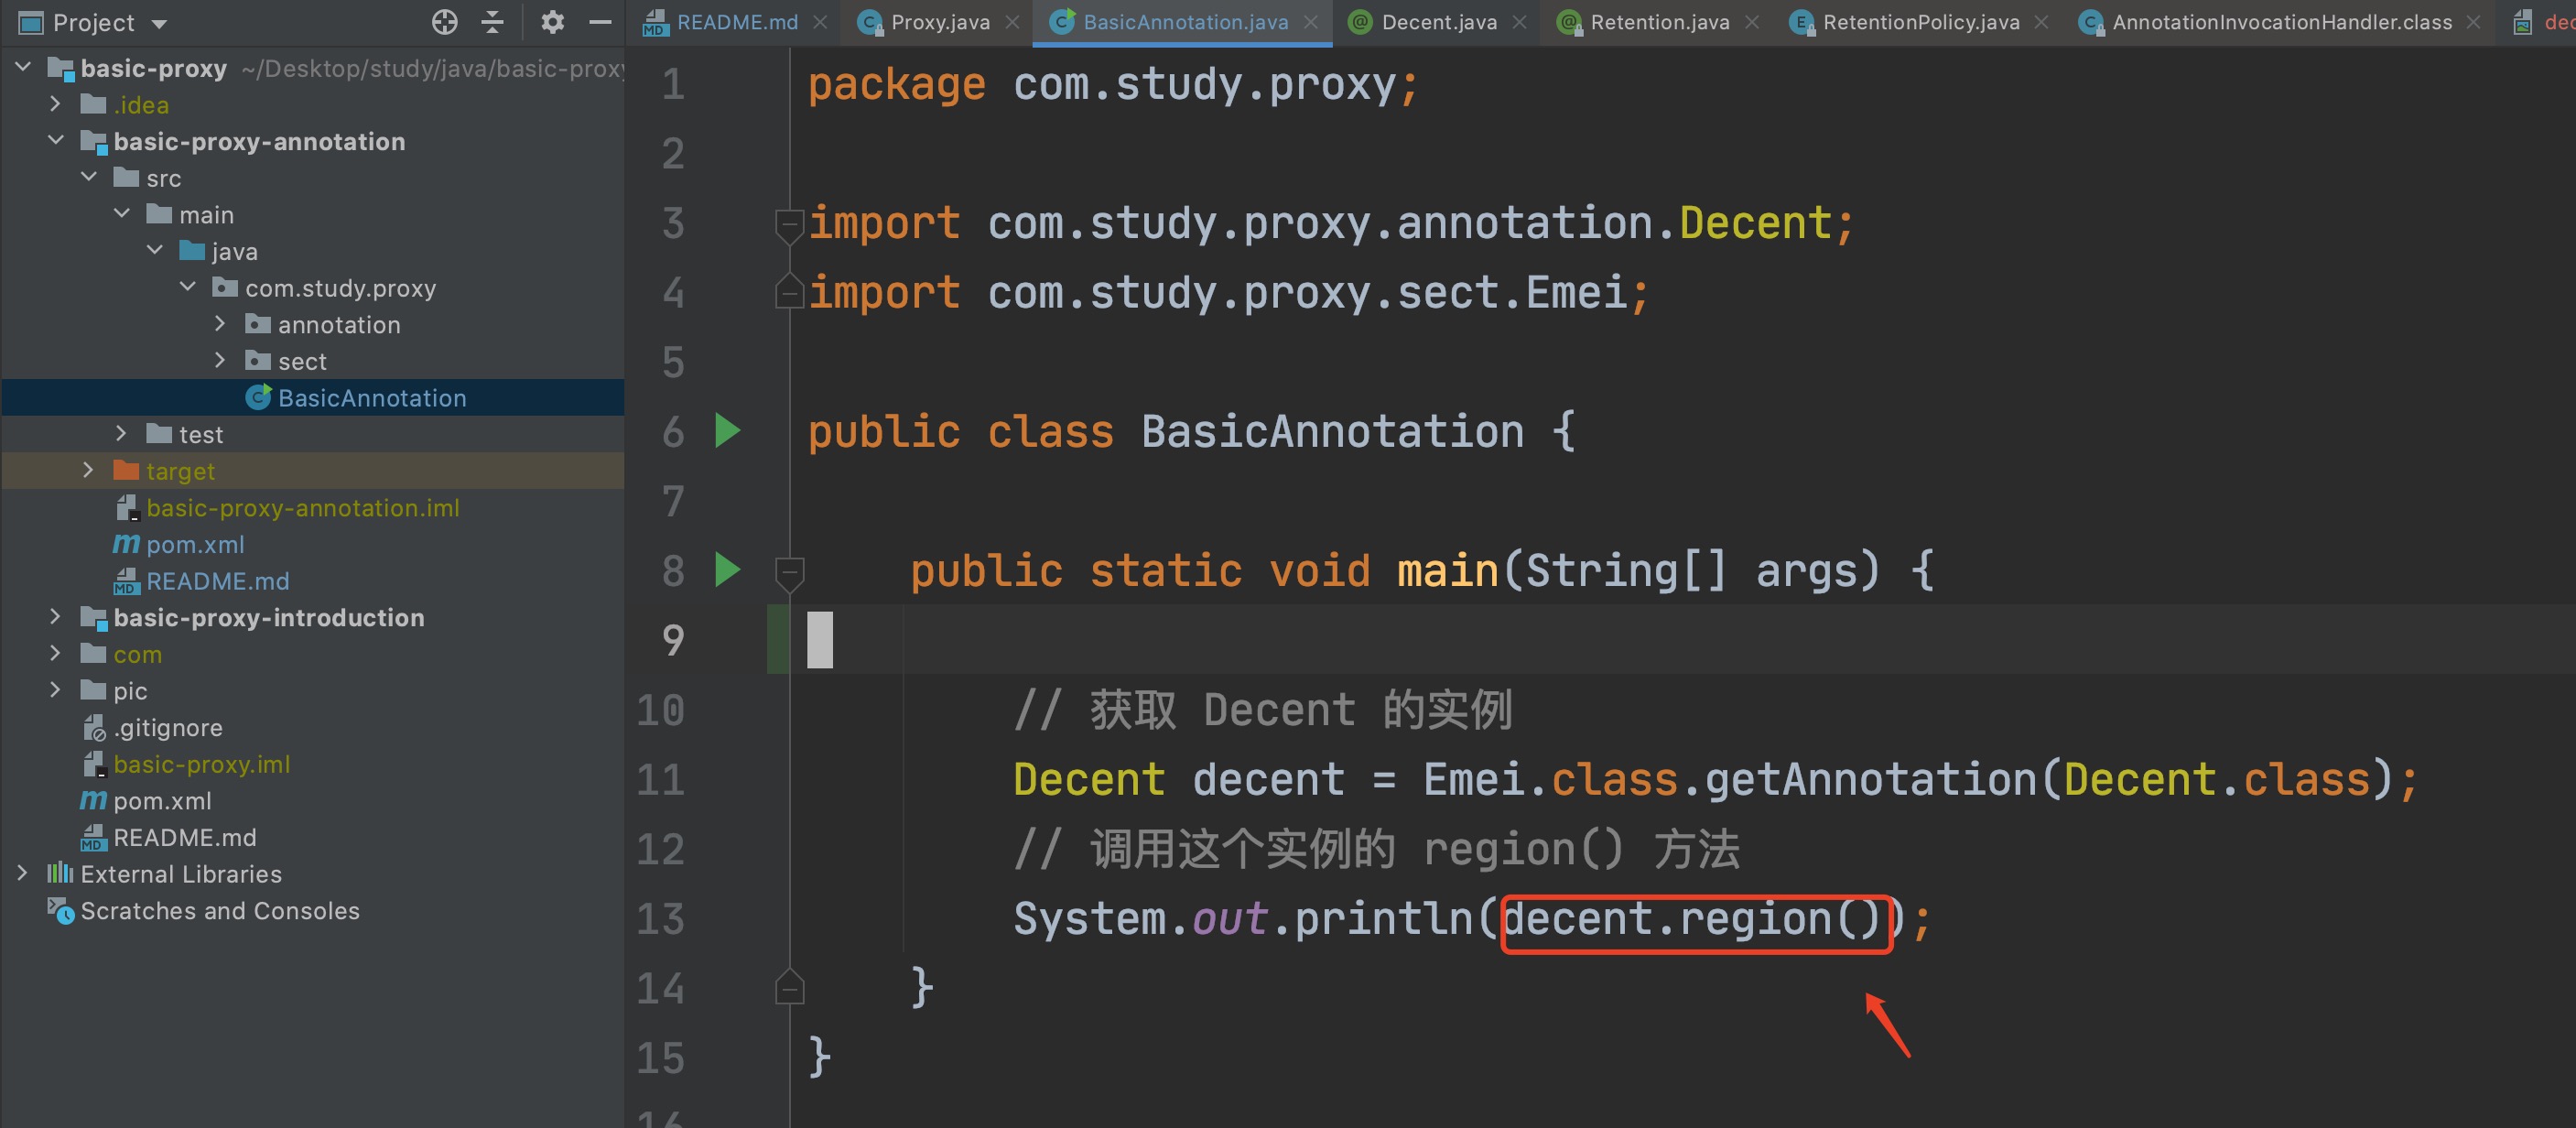 Project
basic-proxy ~/Desktop/study/java/basic-proxy
.idea
basic-proxy-annotation
src
main
java
com.study.proxy
annotation
sect
BasicAnnotation
test
target
basic-proxy-annotation.iml
pom.xml
README.md
basic-proxy-introduction
com
pic
.gitignore
basic-proxy.iml
pom.xml
README.md
External Libraries
Scratches and Consoles
README.md Proxy.java BasicAnnotation.java Decent.java Retention.java RetentionPolicy.java AnnotationInvocationHandler.class dec
1 package com.study.proxy;
2
3 import com.study.proxy.annotation.Decent;
4 import com.study.proxy.sect.Emei;
5
6 public class BasicAnnotation {
7
8 public static void main(String[] args) {
9
10 // 获取 Decent 的实例
11 Decent decent = Emei.class.getAnnotation(Decent.class);
12 // 调用这个实例的 region() 方法
13 System.out.println(decent.region());
14 }
15 }
16